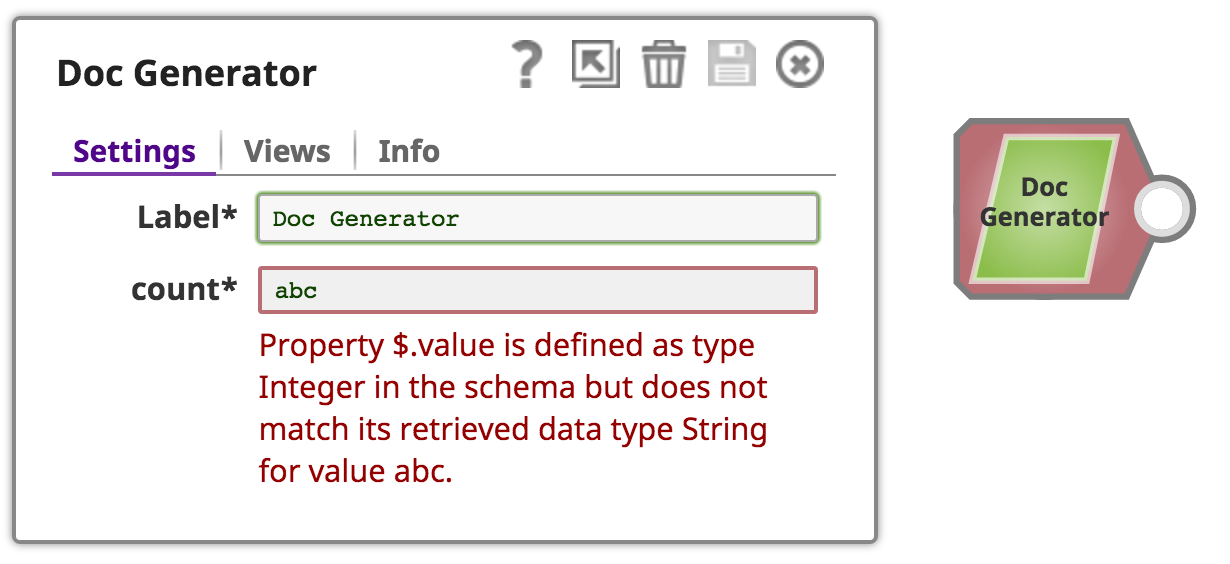 Doc Generator
Settings
Views
Info
Label*
Doc Generator
count*
abc
Property $.value is defined as type
Integer in the schema but does not
match its retrieved data type String
for value abc.
Doc
Generator